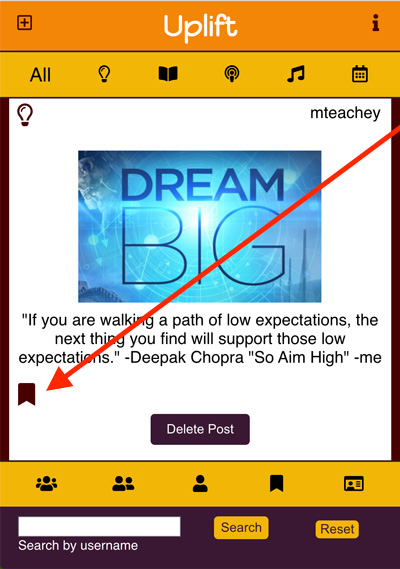 Uplift
All
mteachey
DREAM
BIG
"If you are walking a path of low expectations, the
next thing you find will support those low
expectations." -Deepak Chopra "So Aim High" -me
Delete Post
Search
Reset
Search by username